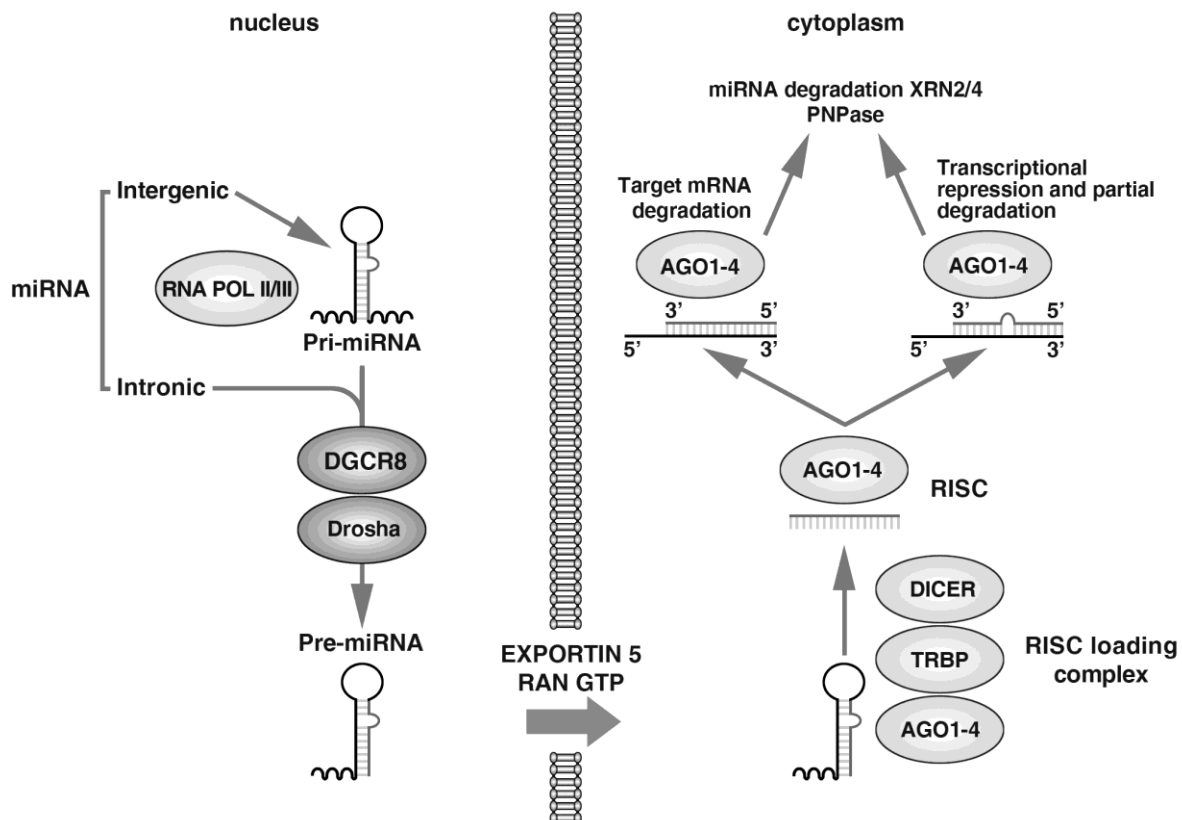 nucleus
cytoplasm
miRNA degradation XRN2/4
PNPase
Intergenic
miRNA
RNA POL II/III
Pri-miRNA
Intronic
DGCR8
Drosha
Pre-miRNA
EXPORTIN 5
RAN GTP
Target mRNA
degradation
Transcriptional
repression and partial
degradation
AGO1-4
AGO1-4
3’ 5’
5’ 3’
3’ 5’
5’ 3’
AGO1-4
RISC
DICER
TRBP
AGO1-4
RISC loading
complex